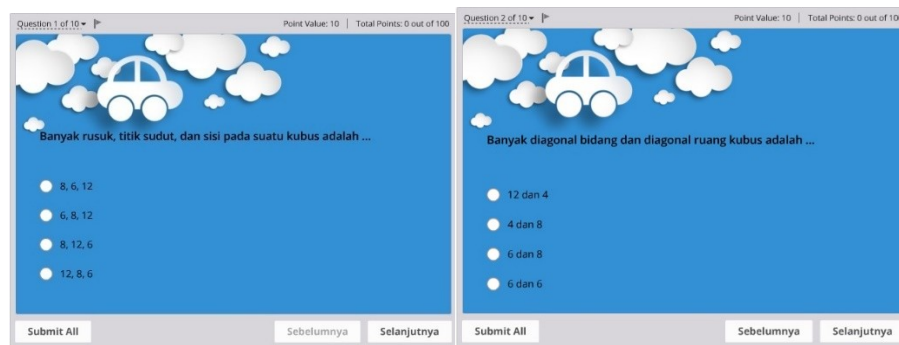 Question 1 of 10
Point Value: 10 | Total Points: 0 out of 100
Banyak rusuk, titik sudut, dan sisi pada suatu kubus adalah ...
8, 6, 12
6, 8, 12
8, 12, 6
12, 8, 6
Submit All
Sebelumnya
Selanjutnya
Question 2 of 10
Point Value: 10 | Total Points: 0 out of 100
Banyak diagonal bidang dan diagonal ruang kubus adalah ...
12 dan 4
4 dan 8
6 dan 8
6 dan 6
Submit All
Sebelumnya
Selanjutnya